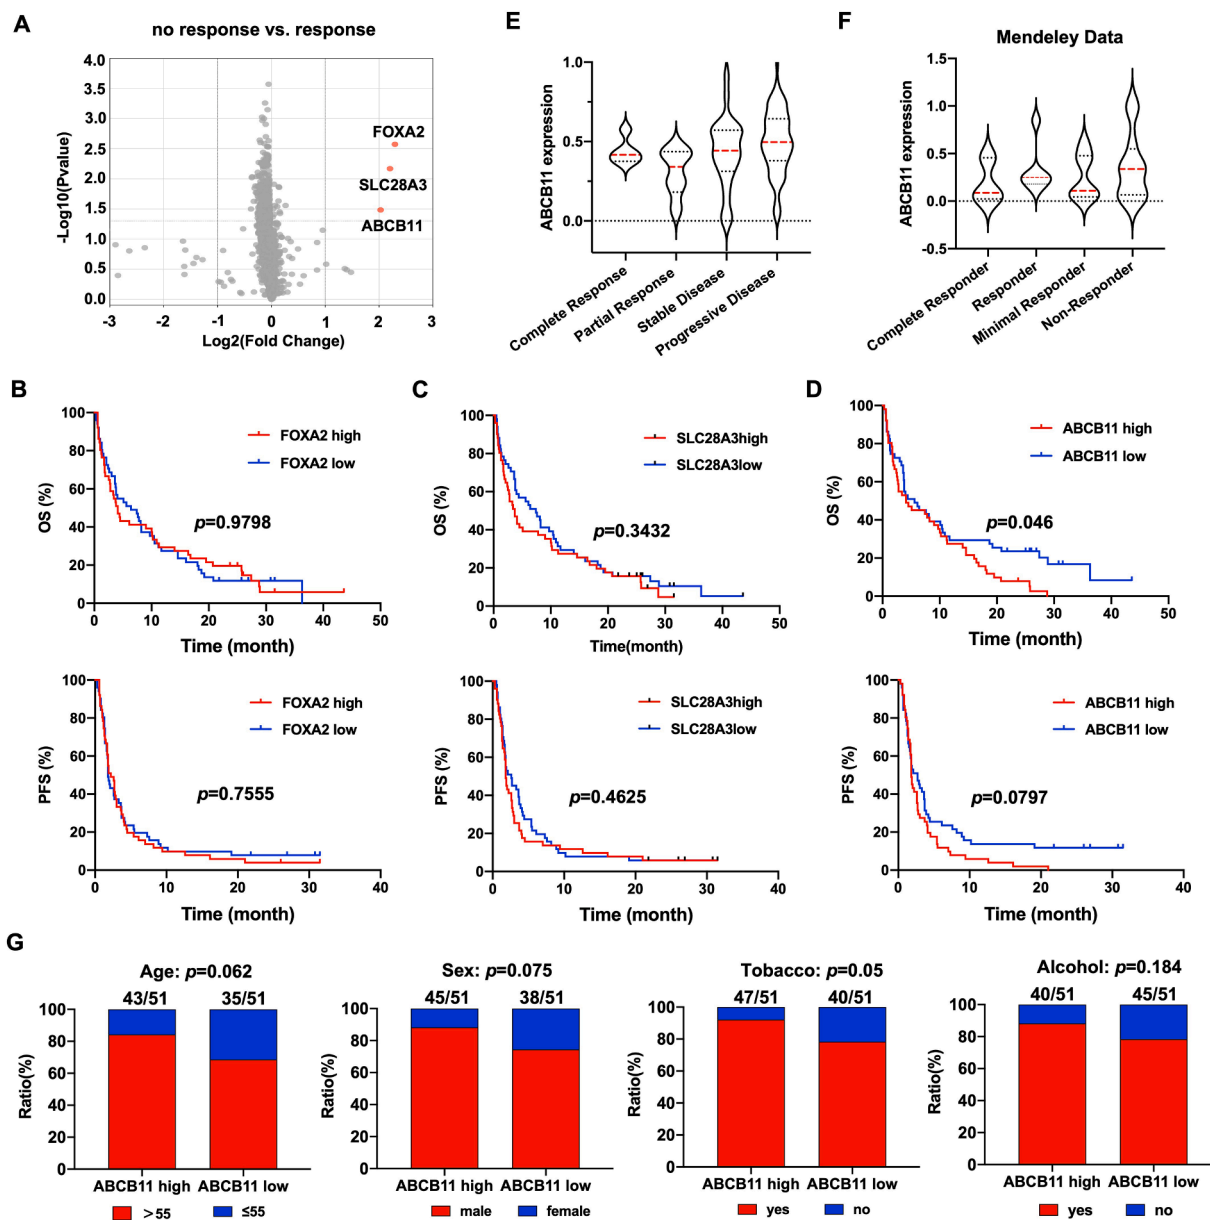 A
no response vs. response
4.0
3.5
3.0
2.5
2.0
1.5
1.0
0.5
0.0
-Log10(Pvalue)
FOXA2
SLC28A3
ABCB11
-3 -2 -1 0 1 2 3
Log2(Fold Change)
E
1.0
0.5
0.0
ABCB11 expression
Complete Response
Partial Response
Stable Disease
Progressive Disease
F
Mendeley Data
1.5
1.0
0.5
0.0
-0.5
ABCB11 expression
Complete Responder
Responder
Minimal Responder
Non-Responder
B
100
80
60
40
20
0
OS (%)
FOXA2 high
FOXA2 low
p=0.9798
0 10 20 30 40 50
Time (month)
100
80
60
40
20
0
PFS (%)
FOXA2 high
FOXA2 low
p=0.7555
0 10 20 30 40
Time (month)
C
100
80
60
40
20
0
OS (%)
SLC28A3high
SLC28A3low
p=0.3432
0 10 20 30 40 50
Time(month)
100
80
60
40
20
0
PFS (%)
SLC28A3high
SLC28A3low
p=0.4625
0 10 20 30 40
Time (month)
D
100
80
60
40
20
0
OS (%)
ABCB11 high
ABCB11 low
p=0.046
0 10 20 30 40 50
Time (month)
100
80
60
40
20
0
PFS (%)
ABCB11 high
ABCB11 low
p=0.0797
0 10 20 30 40
Time (month)
G
Age: p=0.062
43/51 35/51
100
80
60
40
20
0
Ratio(%)
ABCB11 high ABCB11 low
>55 ≤55
Sex: p=0.075
45/51 38/51
100
80
60
40
20
0
Ratio(%)
ABCB11 high ABCB11 low
male female
Tobacco: p=0.05
47/51 40/51
100
80
60
40
20
0
Ratio(%)
ABCB11 high ABCB11 low
yes no
Alcohol: p=0.184
40/51 45/51
100
80
60
40
20
0
Ratio(%)
ABCB11 high ABCB11 low
yes no